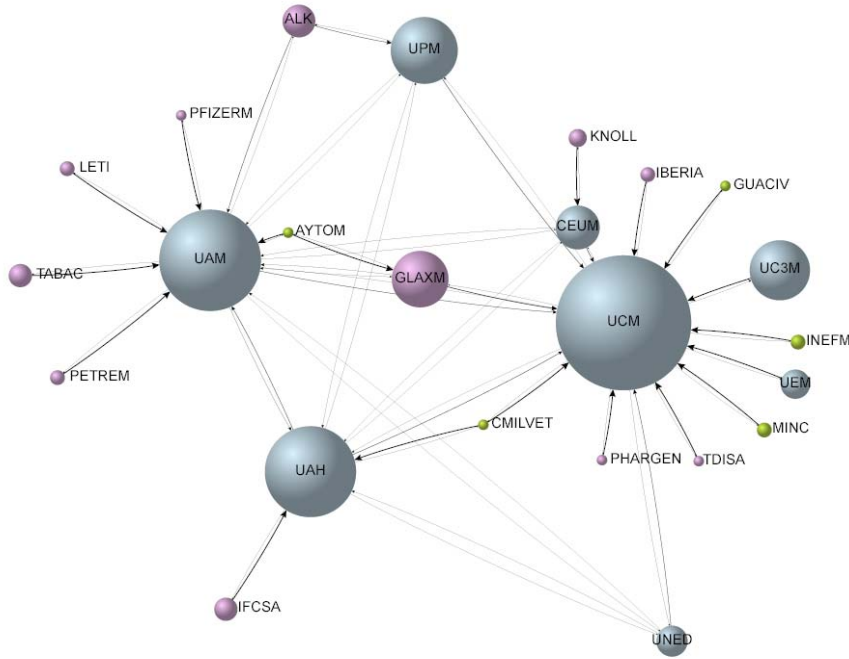 ALK
UPM
PFIZERM
KNOLL
LETI
IBERIA
GUACIV
CEUM
AYTOM
UAM
TABAC
GLAXM
UC3M
UCM
INEFM
PETREM
UEM
CMILVET
MINC
PHARGEN
TDISA
UAH
IFCSA
UNED